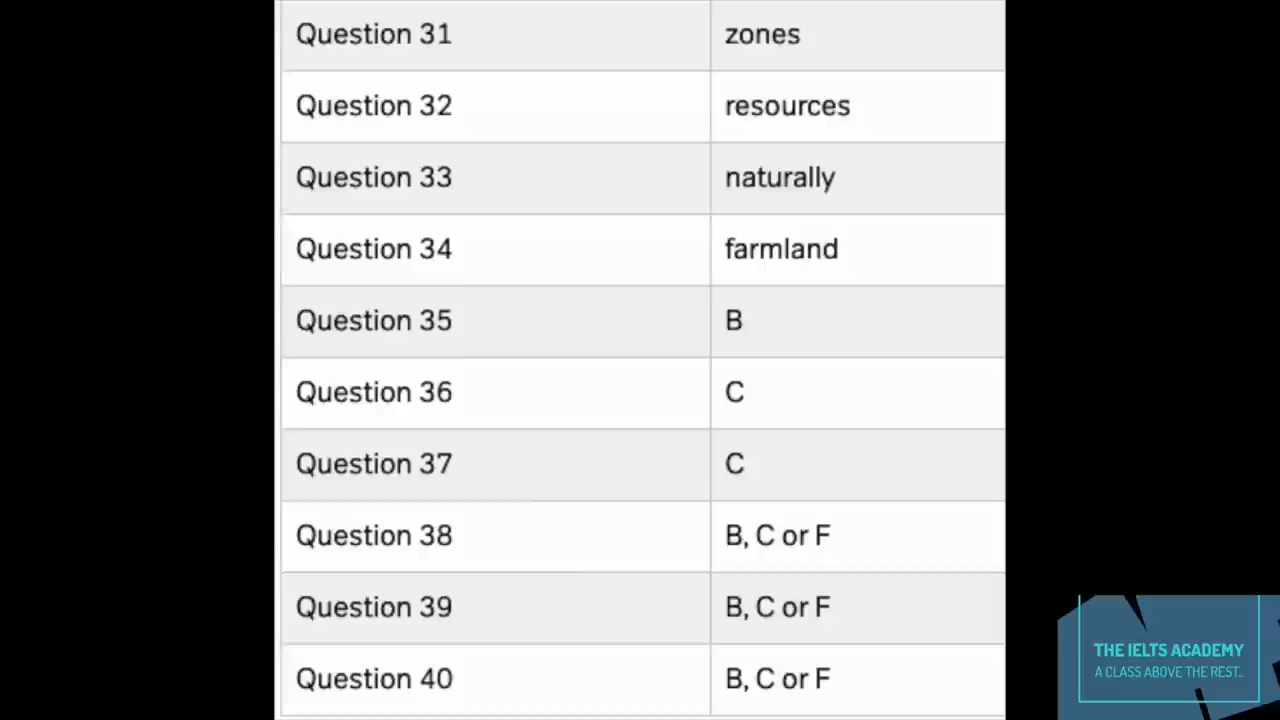 Question 31 zones
Question 32 resources
Question 33 naturally
Question 34 farmland
Question 35 B
Question 36 C
Question 37 C
Question 38 B, C or F
Question 39 B, C or F
Question 40 B, C or F
THE IELTS ACADEMY
A CLASS ABOVE THE REST..